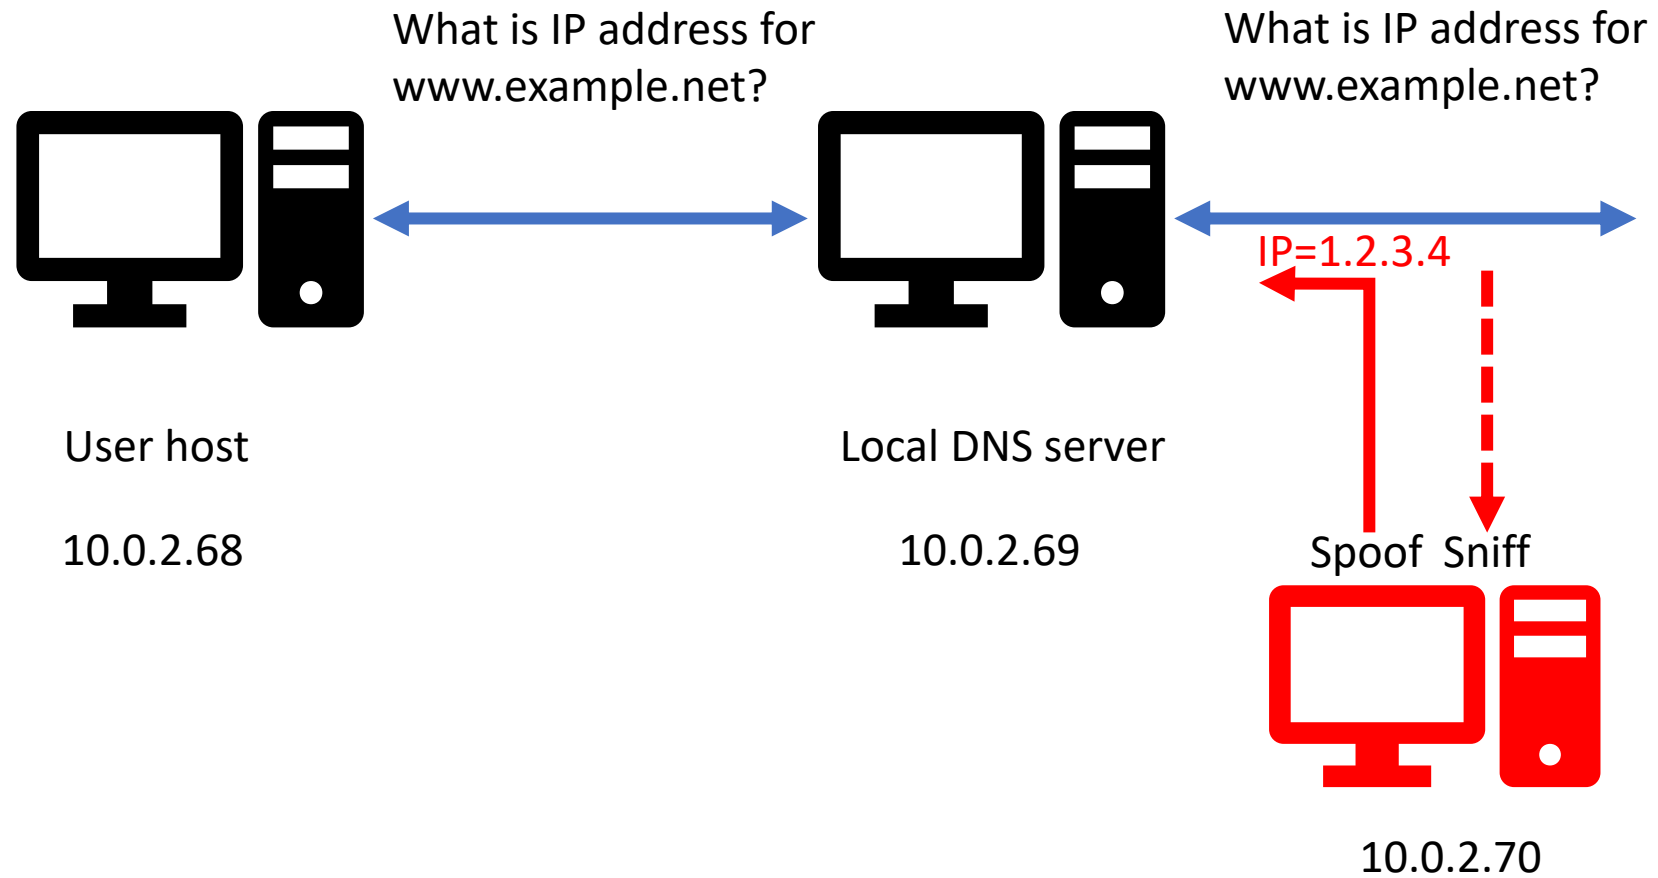 What is IP address for
www.example.net?
What is IP address for
www.example.net?
IP=1.2.3.4
User host
Local DNS server
10.0.2.68
10.0.2.69
Spoof Sniff
10.0.2.70